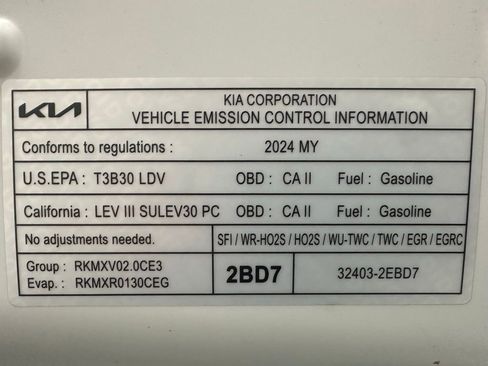 KIA
KIA CORPORATION
VEHICLE EMISSION CONTROL INFORMATION
Conforms to regulations : 2024 MY
U.S.EPA : T3B30 LDV OBD : CA II Fuel : Gasoline
California : LEV III SULEV30 PC OBD : CA II Fuel : Gasoline
No adjustments needed. SFI / WR-HO2S / HO2S / WU-TWC / TWC / EGR / EGRC
Group : RKMXV02.0CE3
Evap. : RKMXR0130CEG
2BD7
32403-2EBD7